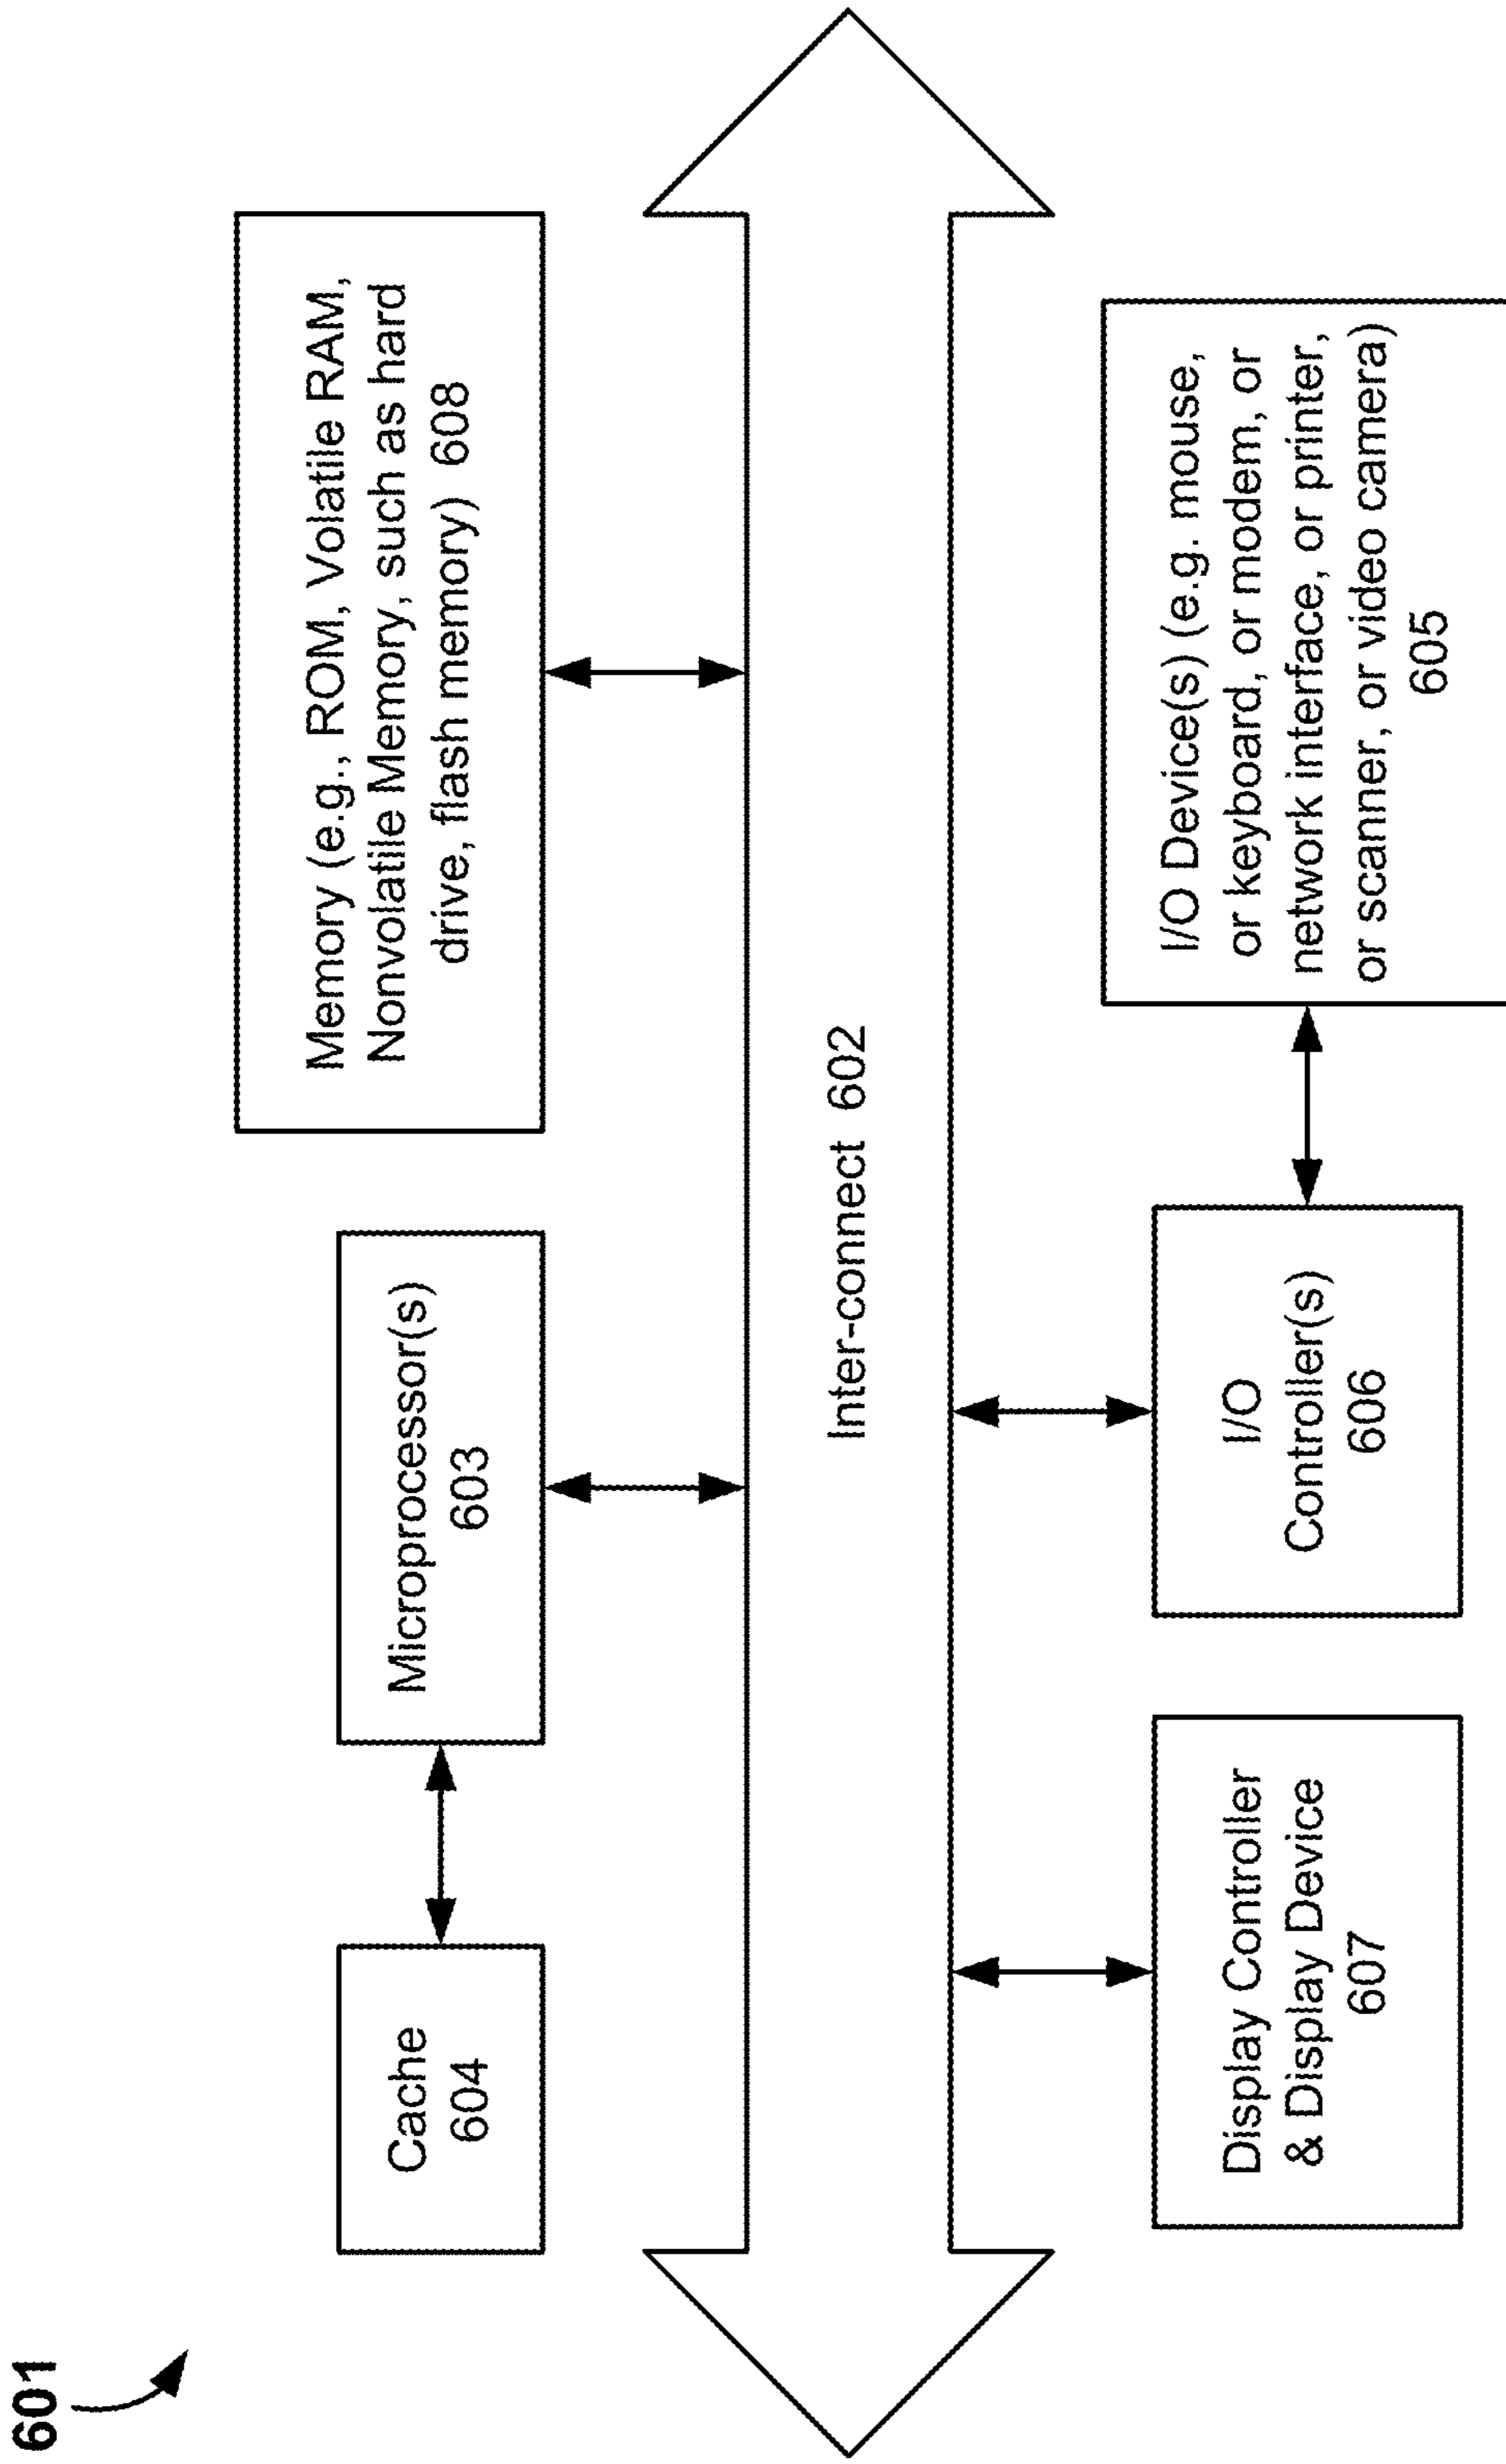 601
Cache
604
Microprocessor(s)
603
Memory (e.g., ROM, Volatile RAM,
Nonvolatile Memory, such as hard
drive, flash memory) 608
Inter-connect 602
Display Controller
& Display Device
607
I/O
Controller(s)
606
I/O Device(s) (e.g. mouse,
or keyboard, or modem, or
network interface, or printer,
or scanner, or video camera)
605